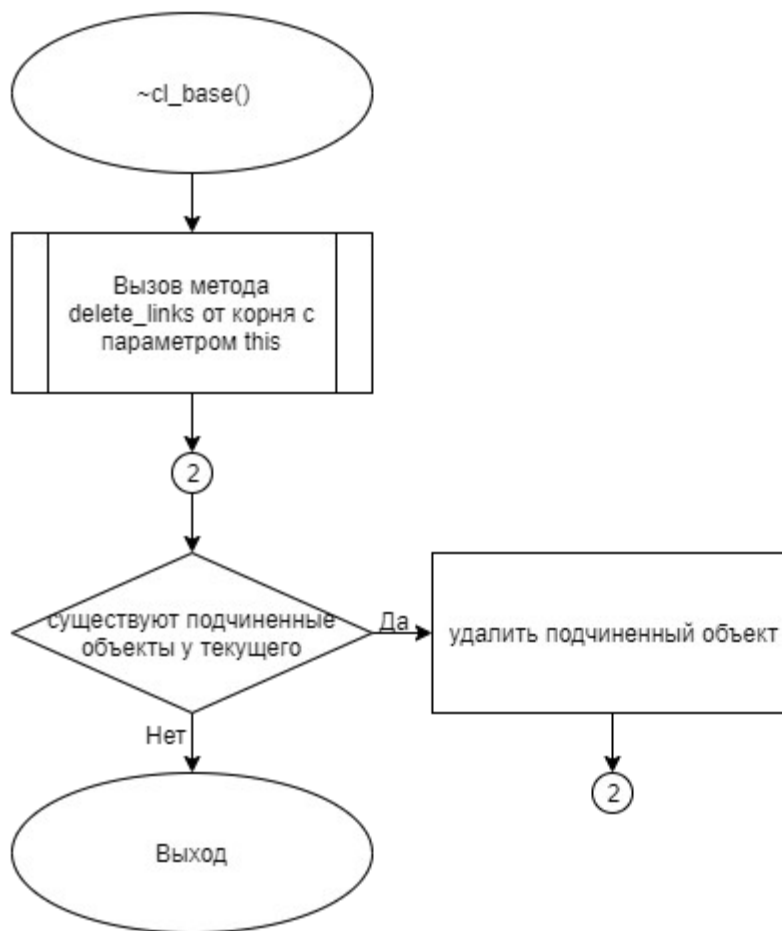 ~cl_base()
Вызов метода
delete_links от корня с
параметром this
2
существуют подчиненные
объекты у текущего
Да
удалить подчиненный объект
Нет
2
Выход